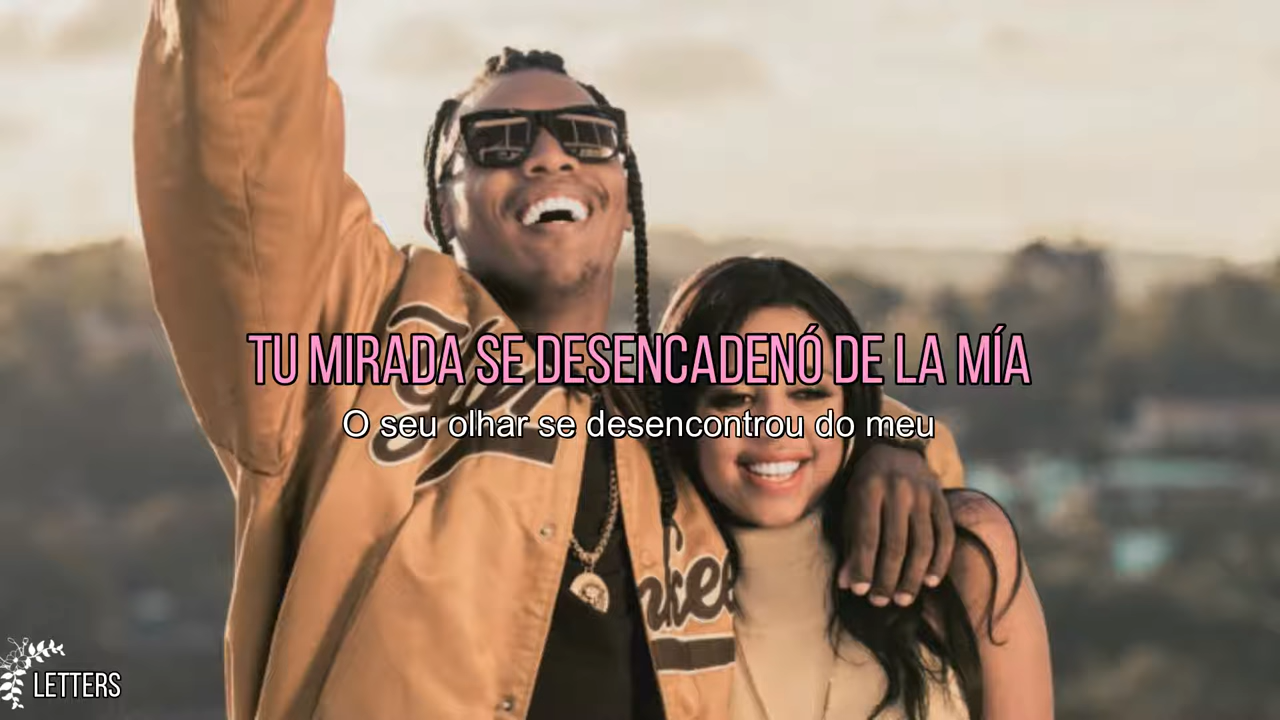 TU MIRADA SE DESENCADENÓ DE LA MÍA
O seu olhar se desencontrou do meu
LETTERS